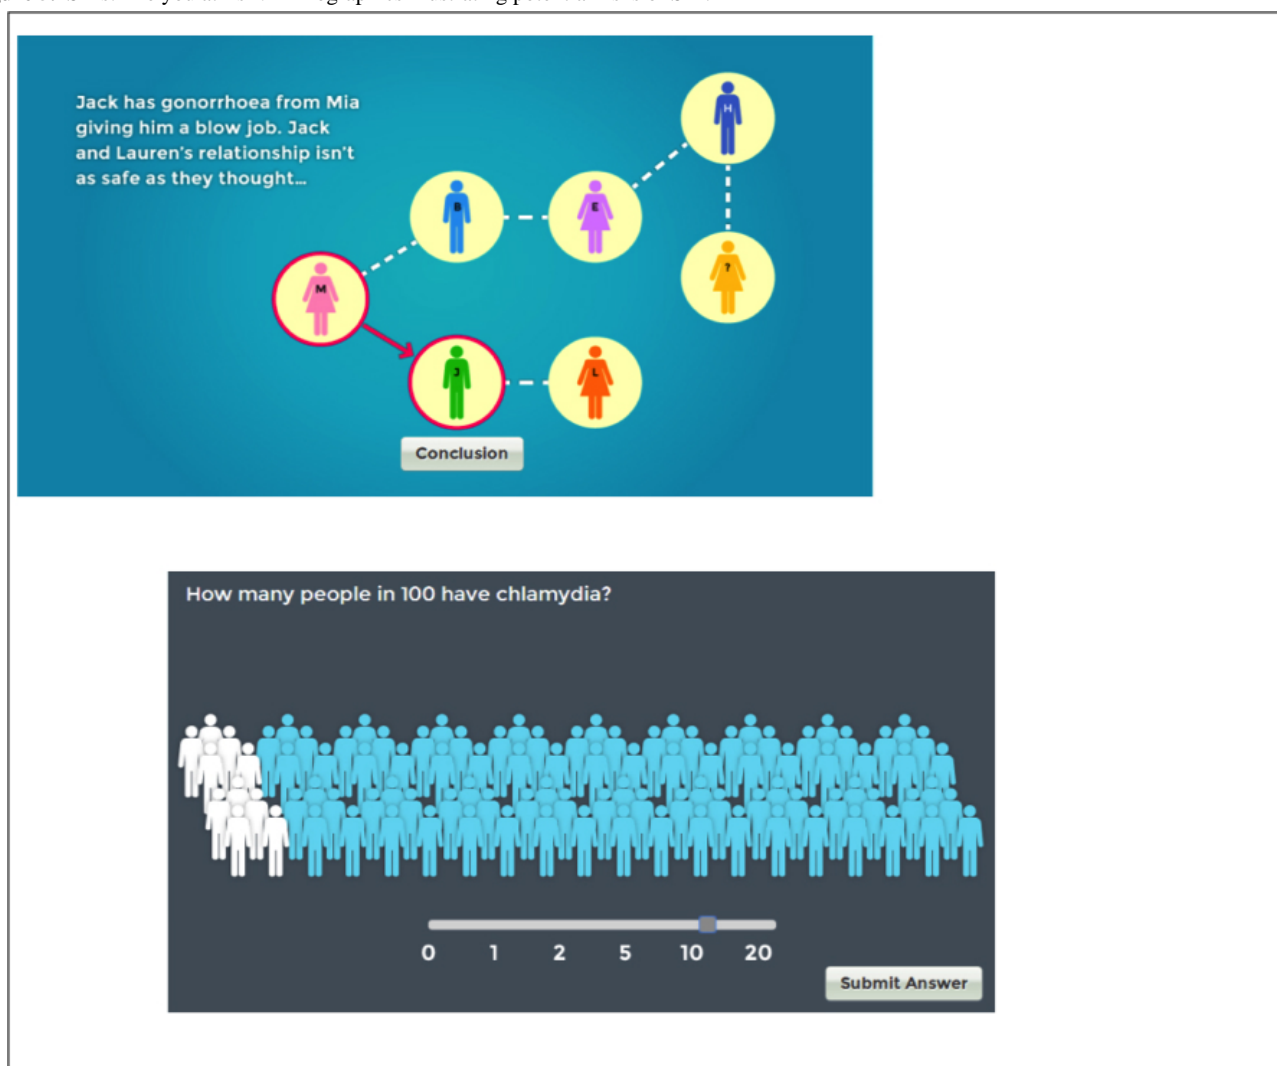 Jack has gonorrhoea from Mia
giving him a blow job. Jack
and Lauren's relationship isn't
as safe as they thought...
H
B
E
?
M
J
L
Conclusion
How many people in 100 have chlamydia?
0 1 2 5 10 20
Submit Answer